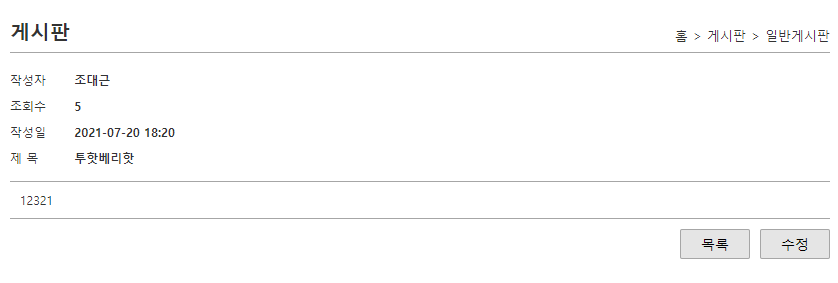 게시판
홈 > 게시판 > 일반게시판
작성자 조대근
조회수 5
작성일 2021-07-20 18:20
제 목 투핫베리핫
12321
목록 수정